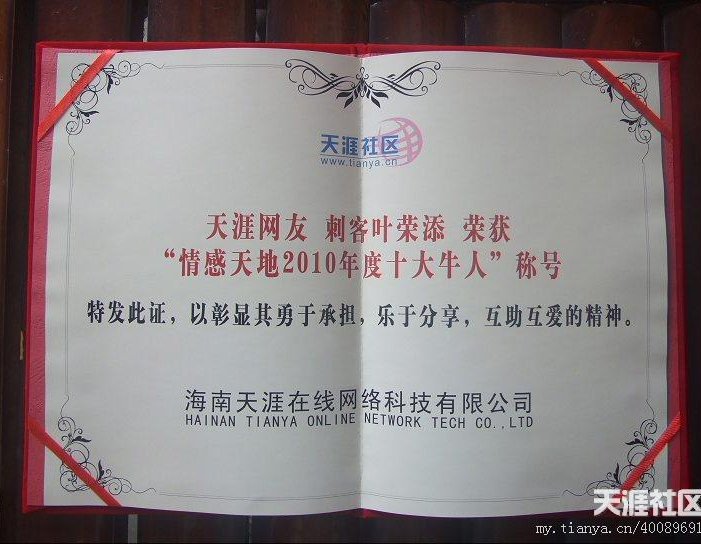 天涯社区
www.tianya.cn
天涯网友 刺客叶荣添 荣获
“情感天地2010年度十大牛人”称号
特发此证，以彰显其勇于承担，乐于分享，互助互爱的精神。
海南天涯在线网络科技有限公司
HAINAN TIANYA ONLINE NETWORK TECH CO.,LTD
天涯社区
my.tianya.cn/40089691